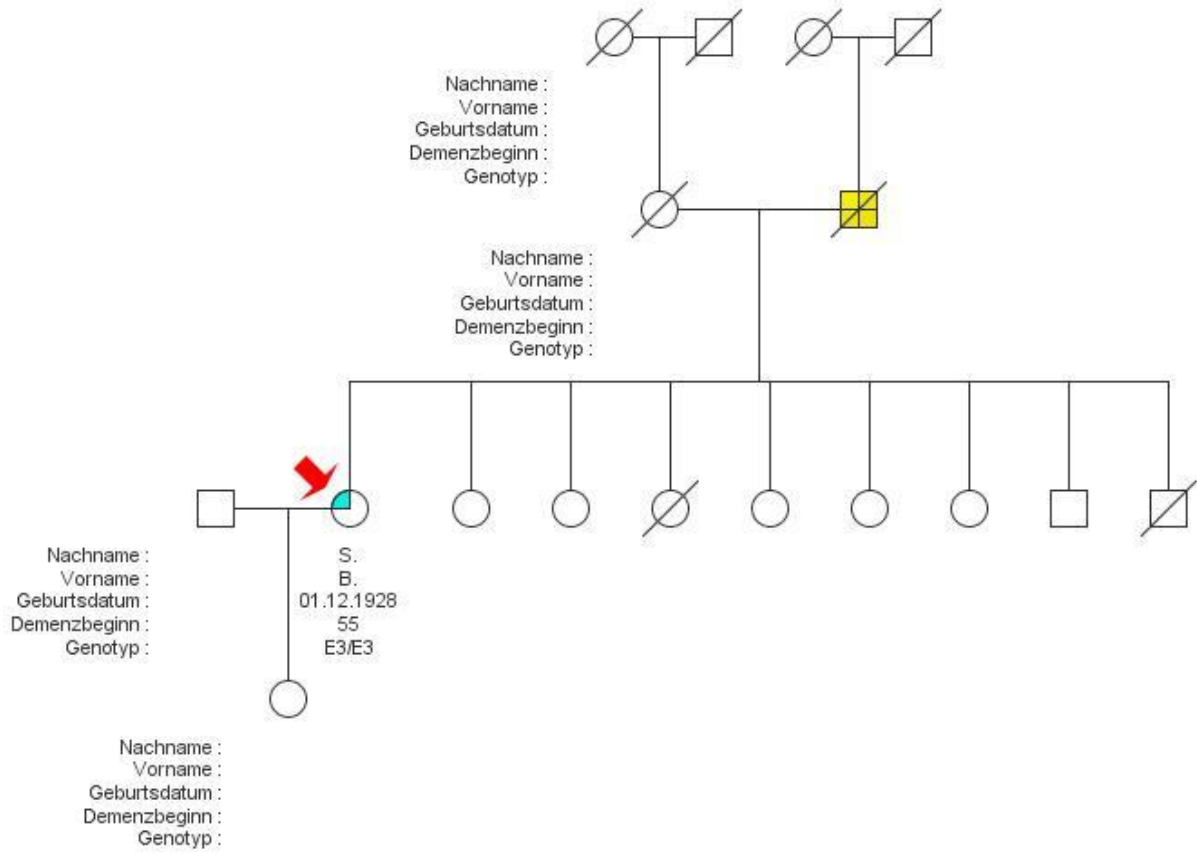 Nachname :
Vorname :
Geburtsdatum :
Demenzbeginn :
Genotyp :
Nachname :
Vorname :
Geburtsdatum :
Demenzbeginn :
Genotyp :
Nachname : S.
Vorname : B.
Geburtsdatum : 01.12.1928
Demenzbeginn : 55
Genotyp : E3/E3
Nachname :
Vorname :
Geburtsdatum :
Demenzbeginn :
Genotyp :